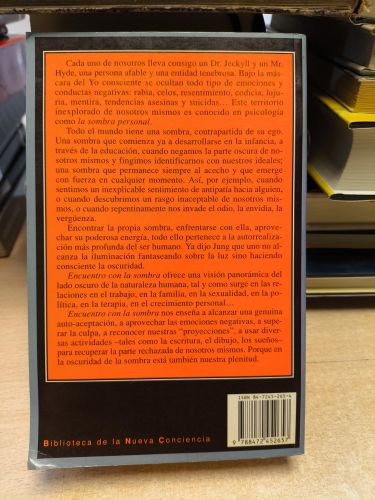 Cada uno de nosotros lleva consigo un Dr. Jeckyll y un Mr.
Hyde, una persona afable y una entidad tenebrosa. Bajo la más-
cara del Yo consciente se ocultan todo tipo de emociones y
conductas negativas: rabia, celos, resentimiento, codicia, luju-
ria, mentira, tendencias asesinas y suicidas... Este territorio
inexplorado de nosotros mismos es conocido en psicología
como la sombra personal.
Todo el mundo tiene una sombra, contrapartida de su ego.
Una sombra que comienza ya a desarrollarse en la infancia, a
través de la educación, cuando negamos la parte oscura de no-
sotros mismos y fingimos identificarnos con nuestros ideales;
una sombra que permanece siempre al acecho y que emerge
con fuerza en cualquier momento. Así, por ejemplo, cuando
sentimos un inexplicable sentimiento de antipatía hacia alguien,
o cuando descubrimos un rasgo inaceptable de nosotros mis-
mos, o cuando repentinamente nos invade el odio, la envidia, la
vergüenza.
Encontrar la propia sombra, enfrentarse con ella, aprove-
char su poderosa energía, todo ello pertenece a la autorrealiza-
ción más profunda del ser humano. Ya dijo Jung que uno no al-
canza la iluminación fantaseando sobre la luz sino haciendo
consciente la oscuridad.
Encuentro con la sombra ofrece una visión panorámica del
lado oscuro de la naturaleza humana, tal y como surge en las re-
laciones en el trabajo, en la familia, en la sexualidad, en la po-
lítica, en la terapia, en el crecimiento personal...
Encuentro con la sombra nos enseña a alcanzar una genuina
auto-aceptación, a aprovechar las emociones negativas, a supe-
rar la culpa, a reconocer nuestras "proyecciones", a usar diver-
sas actividades –tales como la escritura, el dibujo, los sueños–
para recuperar la parte rechazada de nosotros mismos. Porque en
la oscuridad de la sombra está también nuestra plenitud.
ISBN 84-7245-265-6
9 788472 452657
Biblioteca de la Nueva Conciencia